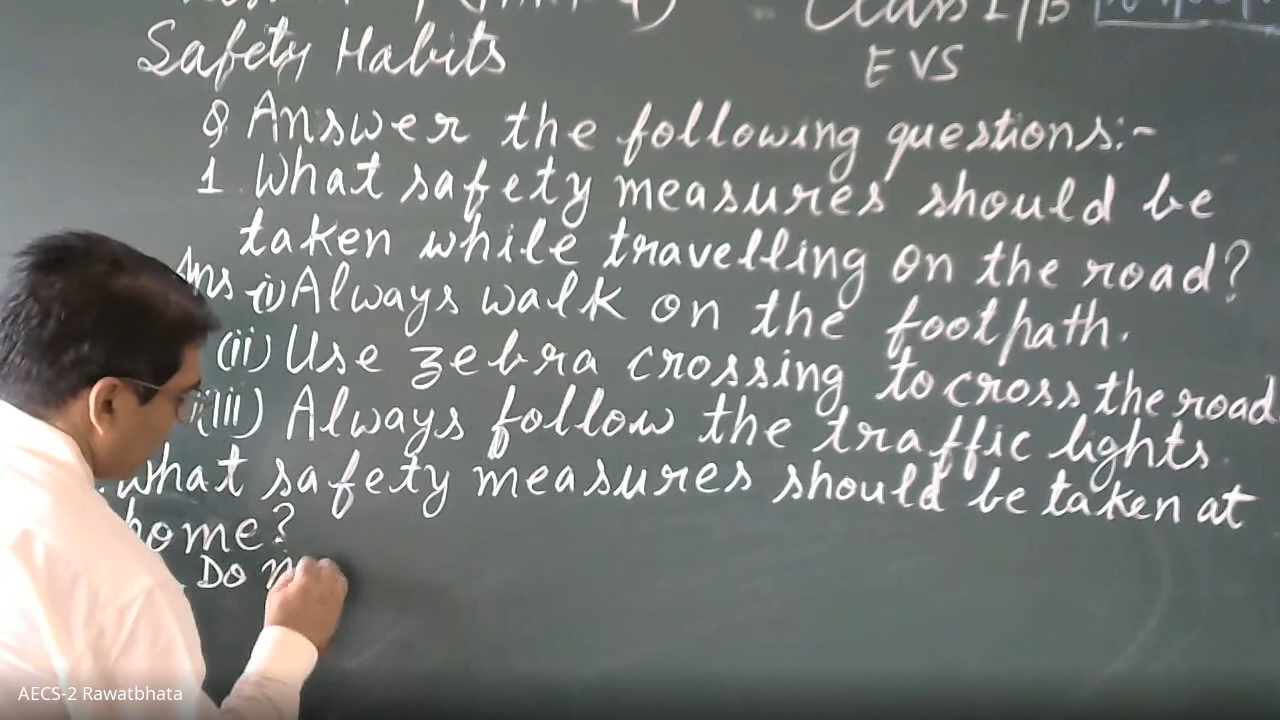 Class I/B
Safety Habits
EVS
Q Answer the following questions:-
1. What safety measures should be
taken while travelling on the road?
Ans (i) Always walk on the footpath.
(ii) Use zebra crossing to cross the road
(iii) Always follow the traffic lights.
What safety measures should be taken at
home?
Do
AECS-2 Rawatbhata